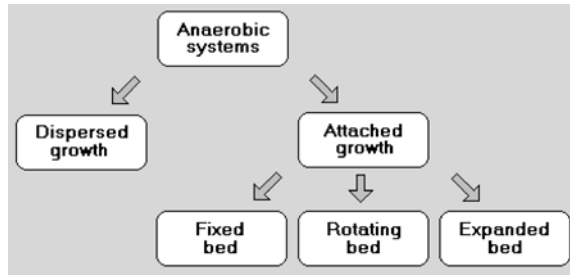 Anaerobic
systems
Dispersed
growth
Attached
growth
Fixed
bed
Rotating
bed
Expanded
bed